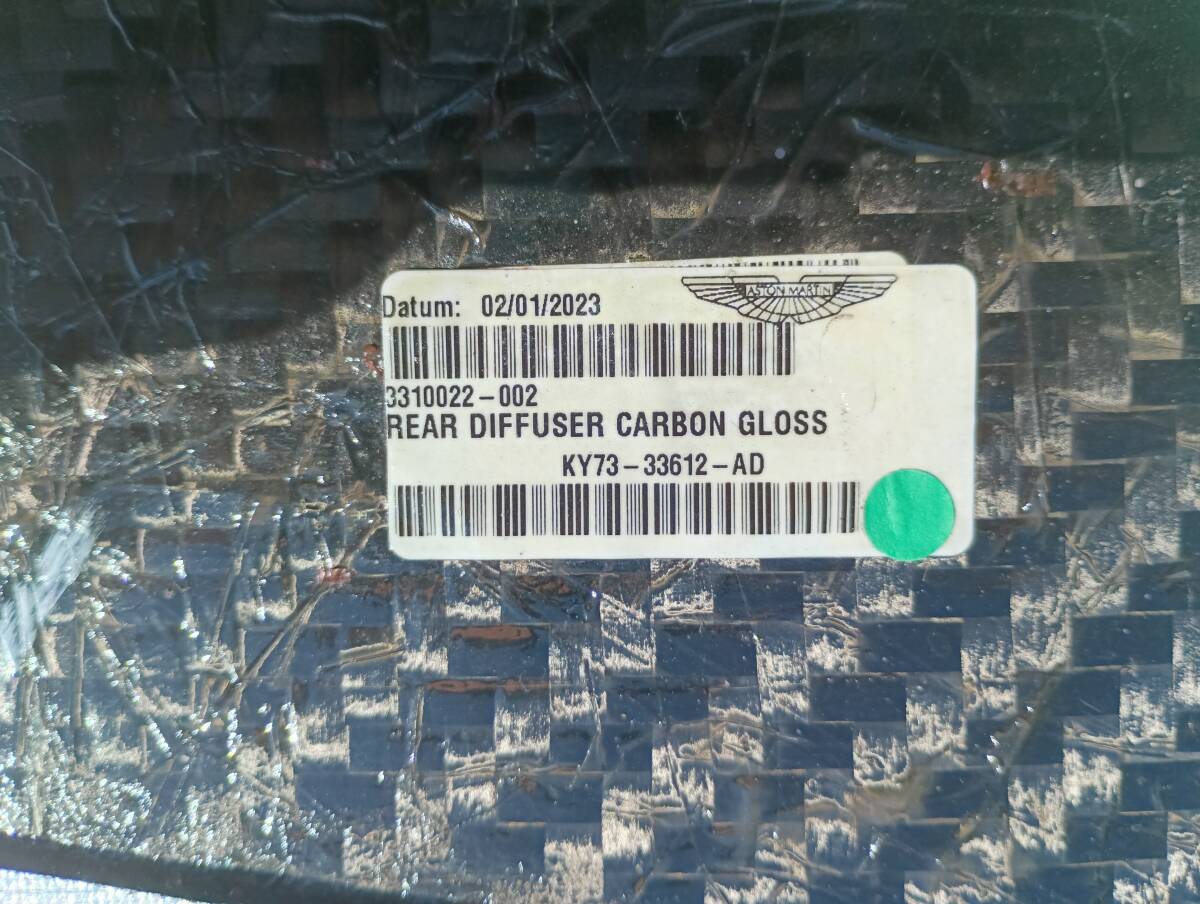 Datum: 02/01/2023
ASTON MARTIN
3310022-002
REAR DIFFUSER CARBON GLOSS
KY73-33612-AD